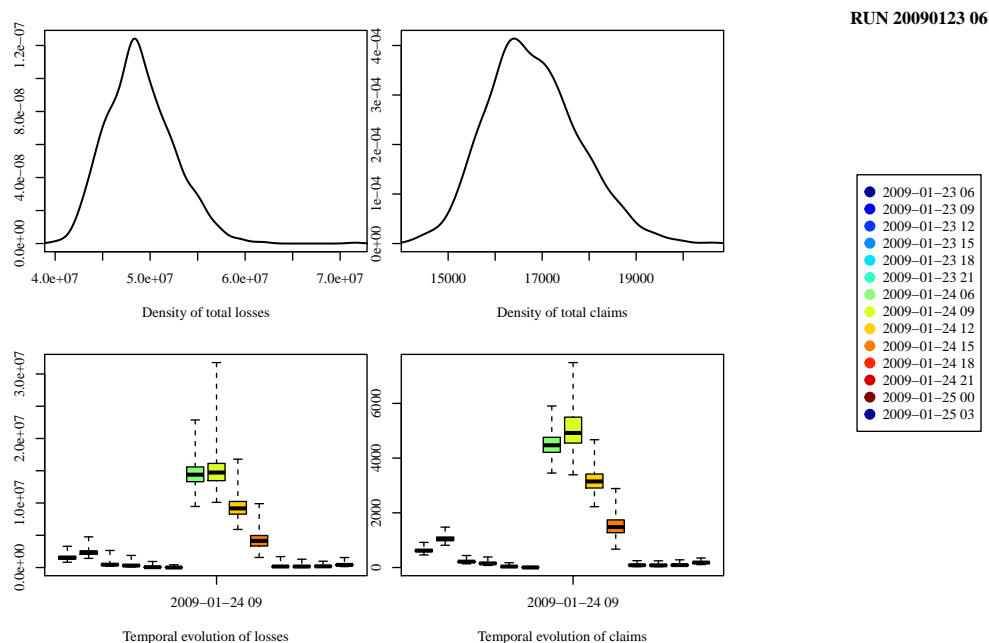 RUN 20090123 06
0.0e+00
4.0e−08
8.0e−08
1.2e−07
4.0e+07
5.0e+07
6.0e+07
7.0e+07
Density of total losses
0e+00
1e−04
2e−04
3e−04
4e−04
15000
17000
19000
Density of total claims
2009−01−23 06
2009−01−23 09
2009−01−23 12
2009−01−23 15
2009−01−23 18
2009−01−23 21
2009−01−24 06
2009−01−24 09
2009−01−24 12
2009−01−24 15
2009−01−24 18
2009−01−24 21
2009−01−25 00
2009−01−25 03
0.0e+00
1.0e+07
2.0e+07
3.0e+07
2009−01−24 09
Temporal evolution of losses
0
2000
4000
6000
2009−01−24 09
Temporal evolution of claims